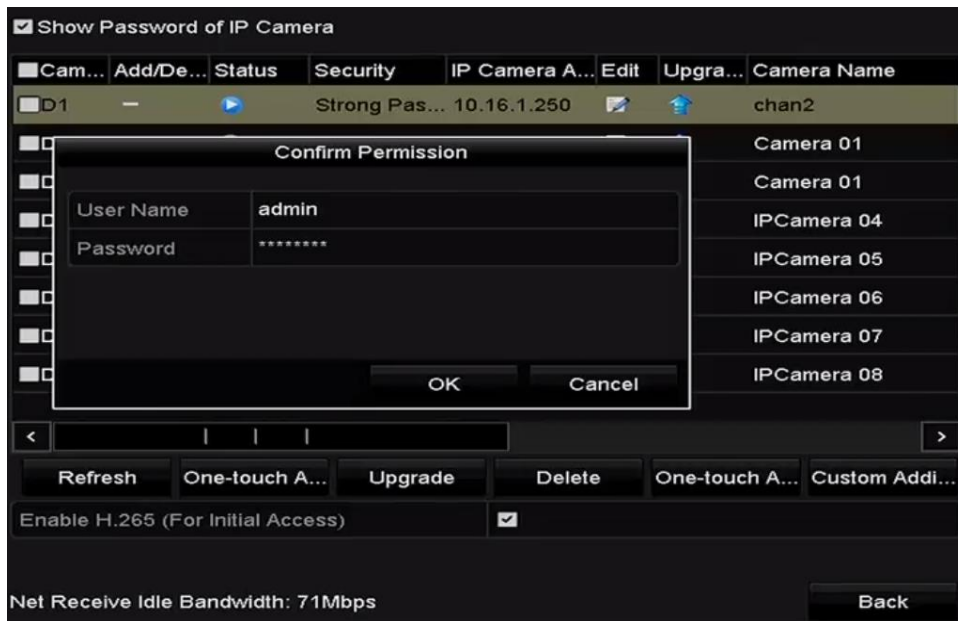 Show Password of IP Camera
Cam... Add/De... Status Security IP Camera A... Edit Upgra... Camera Name
D1 — Strong Pas... 10.16.1.250 chan2
D Camera 01
D Camera 01
D IPCamera 04
D IPCamera 05
D IPCamera 06
D IPCamera 07
D IPCamera 08
Confirm Permission
User Name admin
Password ********
OK Cancel
< >
Refresh One-touch A... Upgrade Delete One-touch A... Custom Addi...
Enable H.265 (For Initial Access)
Net Receive Idle Bandwidth: 71Mbps
Back